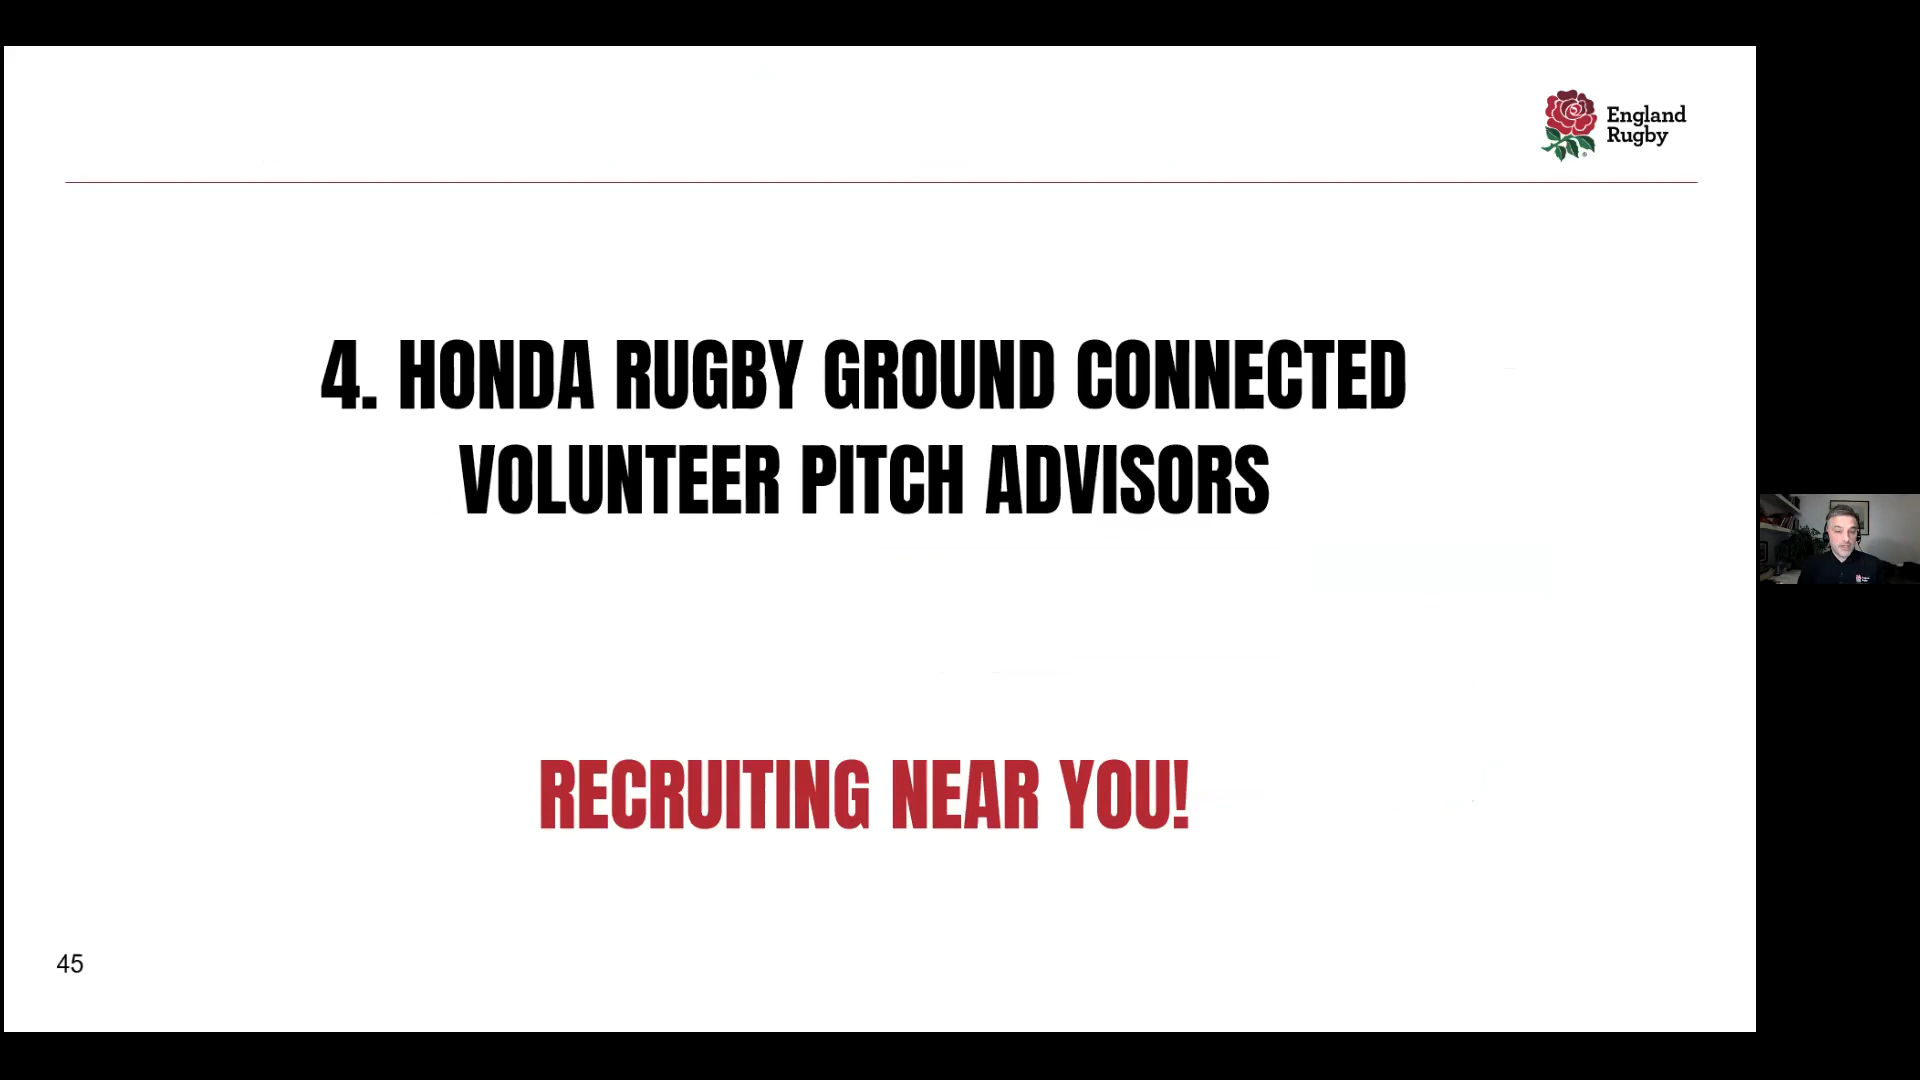 England
Rugby
4. HONDA RUGBY GROUND CONNECTED
VOLUNTEER PITCH ADVISORS
RECRUITING NEAR YOU!
45